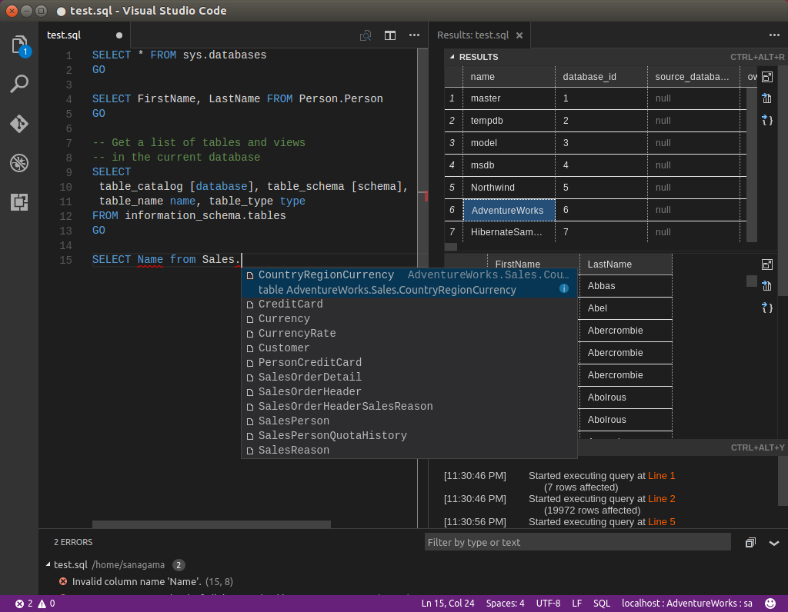 test.sql - Visual Studio Code
test.sql
1
1 SELECT * FROM sys.databases
2 GO
3
4 SELECT FirstName, LastName FROM Person.Person
5 GO
6
7 -- Get a list of tables and views
8 -- in the current database
9 SELECT
10 table_catalog [database], table_schema [schema],
11 table_name name, table_type type
12 FROM information_schema.tables
13 GO
14
15 SELECT Name from Sales.
CountryRegionCurrency AdventureWorks.Sales.Cou…
table AdventureWorks.Sales.CountryRegionCurrency
CreditCard
Currency
CurrencyRate
Customer
PersonCreditCard
SalesOrderDetail
SalesOrderHeader
SalesOrderHeaderSalesReason
SalesPerson
SalesPersonQuotaHistory
SalesReason
Results: test.sql
RESULTS CTRL+ALT+R
name database_id source_databa…
1 master 1 null
2 tempdb 2 null
3 model 3 null
4 msdb 4 null
5 Northwind 5 null
6 AdventureWorks 6 null
7 HibernateSam… 7 null
FirstName LastName
Abbas
Abel
Abercrombie
Abercrombie
Abercrombie
Abolrous
Abolrous
CTRL+ALT+Y
[11:30:46 PM] Started executing query at Line 1
(7 rows affected)
[11:30:46 PM] Started executing query at Line 2
(19972 rows affected)
[11:30:56 PM] Started executing query at Line 5
2 ERRORS
Filter by type or text
test.sql /home/sanagama 2
Invalid column name 'Name'. (15, 8)
2 0
Ln 15, Col 24 Spaces: 4 UTF-8 LF SQL localhost : AdventureWorks : sa